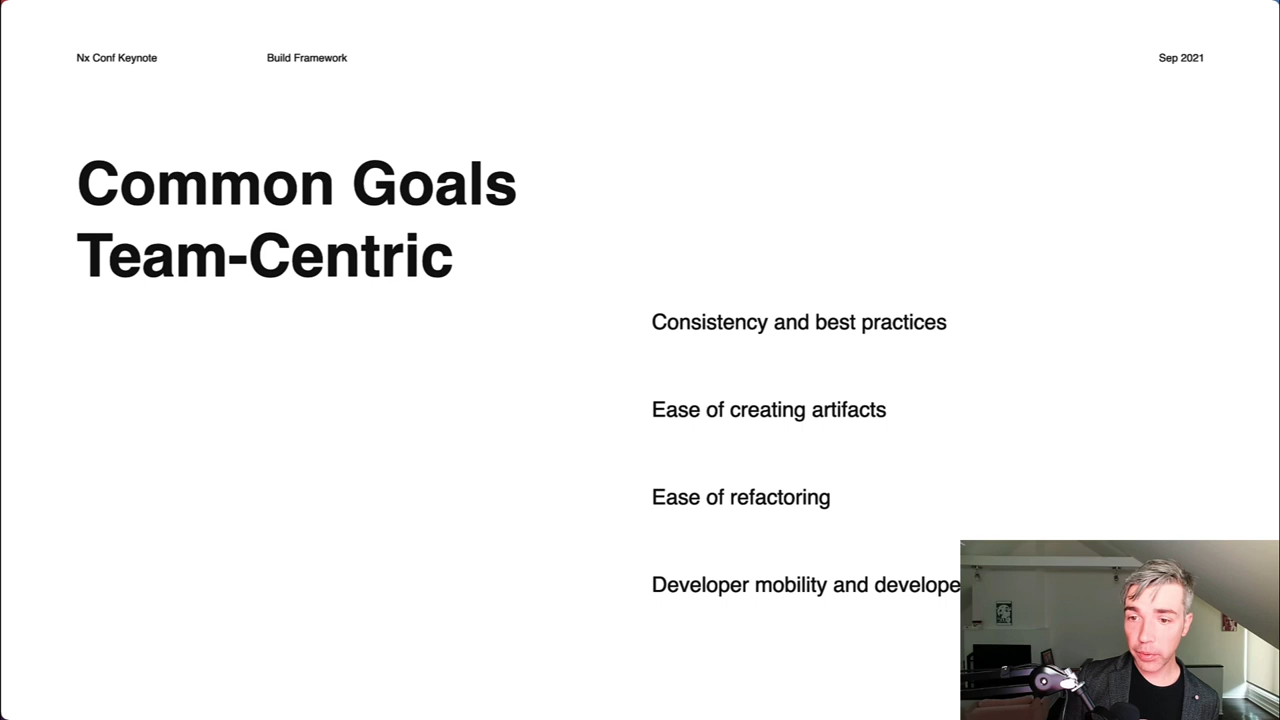 Nx Conf Keynote Build Framework Sep 2021
Common Goals
Team-Centric
Consistency and best practices
Ease of creating artifacts
Ease of refactoring
Developer mobility and develope